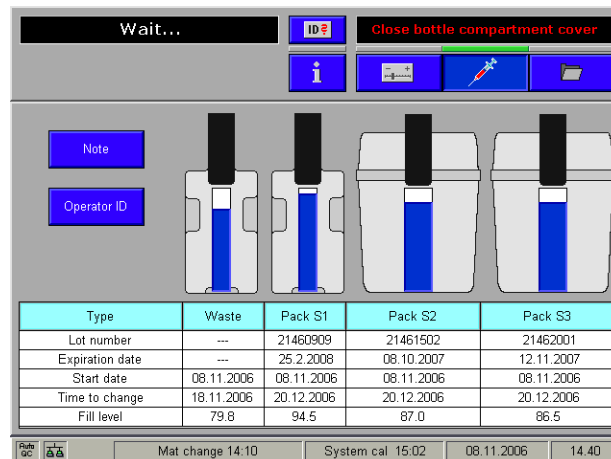 Wait...
ID?
Close bottle compartment cover
i
- +
Note
Operator ID
Type Waste Pack S1 Pack S2 Pack S3
Lot number --- 21460909 21461502 21462001
Expiration date --- 25.2.2008 08.10.2007 12.11.2007
Start date 08.11.2006 08.11.2006 08.11.2006 08.11.2006
Time to change 18.11.2006 20.12.2006 20.12.2006 20.12.2006
Fill level 79.8 94.5 87.0 86.5
Auto QC Mat change 14:10 System cal 15:02 08.11.2006 14.40